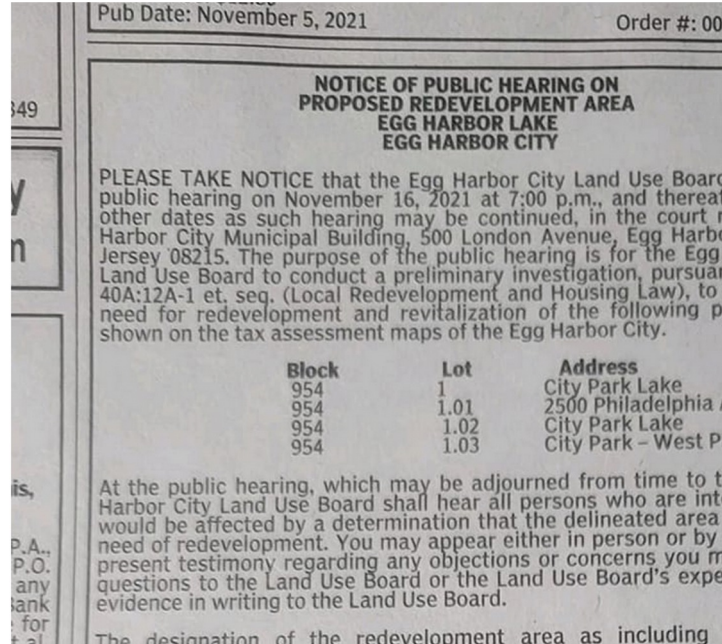 Pub Date: November 5, 2021
Order #: 00
349
NOTICE OF PUBLIC HEARING ON
PROPOSED REDEVELOPMENT AREA
EGG HARBOR LAKE
EGG HARBOR CITY
PLEASE TAKE NOTICE that the Egg Harbor City Land Use Board
public hearing on November 16, 2021 at 7:00 p.m., and thereaf
other dates as such hearing may be continued, in the court
Harbor City Municipal Building, 500 London Avenue, Egg Harbo
Jersey 08215. The purpose of the public hearing is for the Egg
Land Use Board to conduct a preliminary investigation, pursuan
40A:12A-1 et. seq. (Local Redevelopment and Housing Law), to
need for redevelopment and revitalization of the following p
shown on the tax assessment maps of the Egg Harbor City.
Block Lot Address
954 1 City Park Lake
954 1.01 2500 Philadelphia
954 1.02 City Park Lake
954 1.03 City Park – West P
At the public hearing, which may be adjourned from time to t
Harbor City Land Use Board shall hear all persons who are int
would be affected by a determination that the delineated area
need of redevelopment. You may appear either in person or by
present testimony regarding any objections or concerns you m
questions to the Land Use Board or the Land Use Board's expe
evidence in writing to the Land Use Board.
The designation of the redevelopment area as including
y
m
is,
P.A.,
P.O.
any
Bank
for